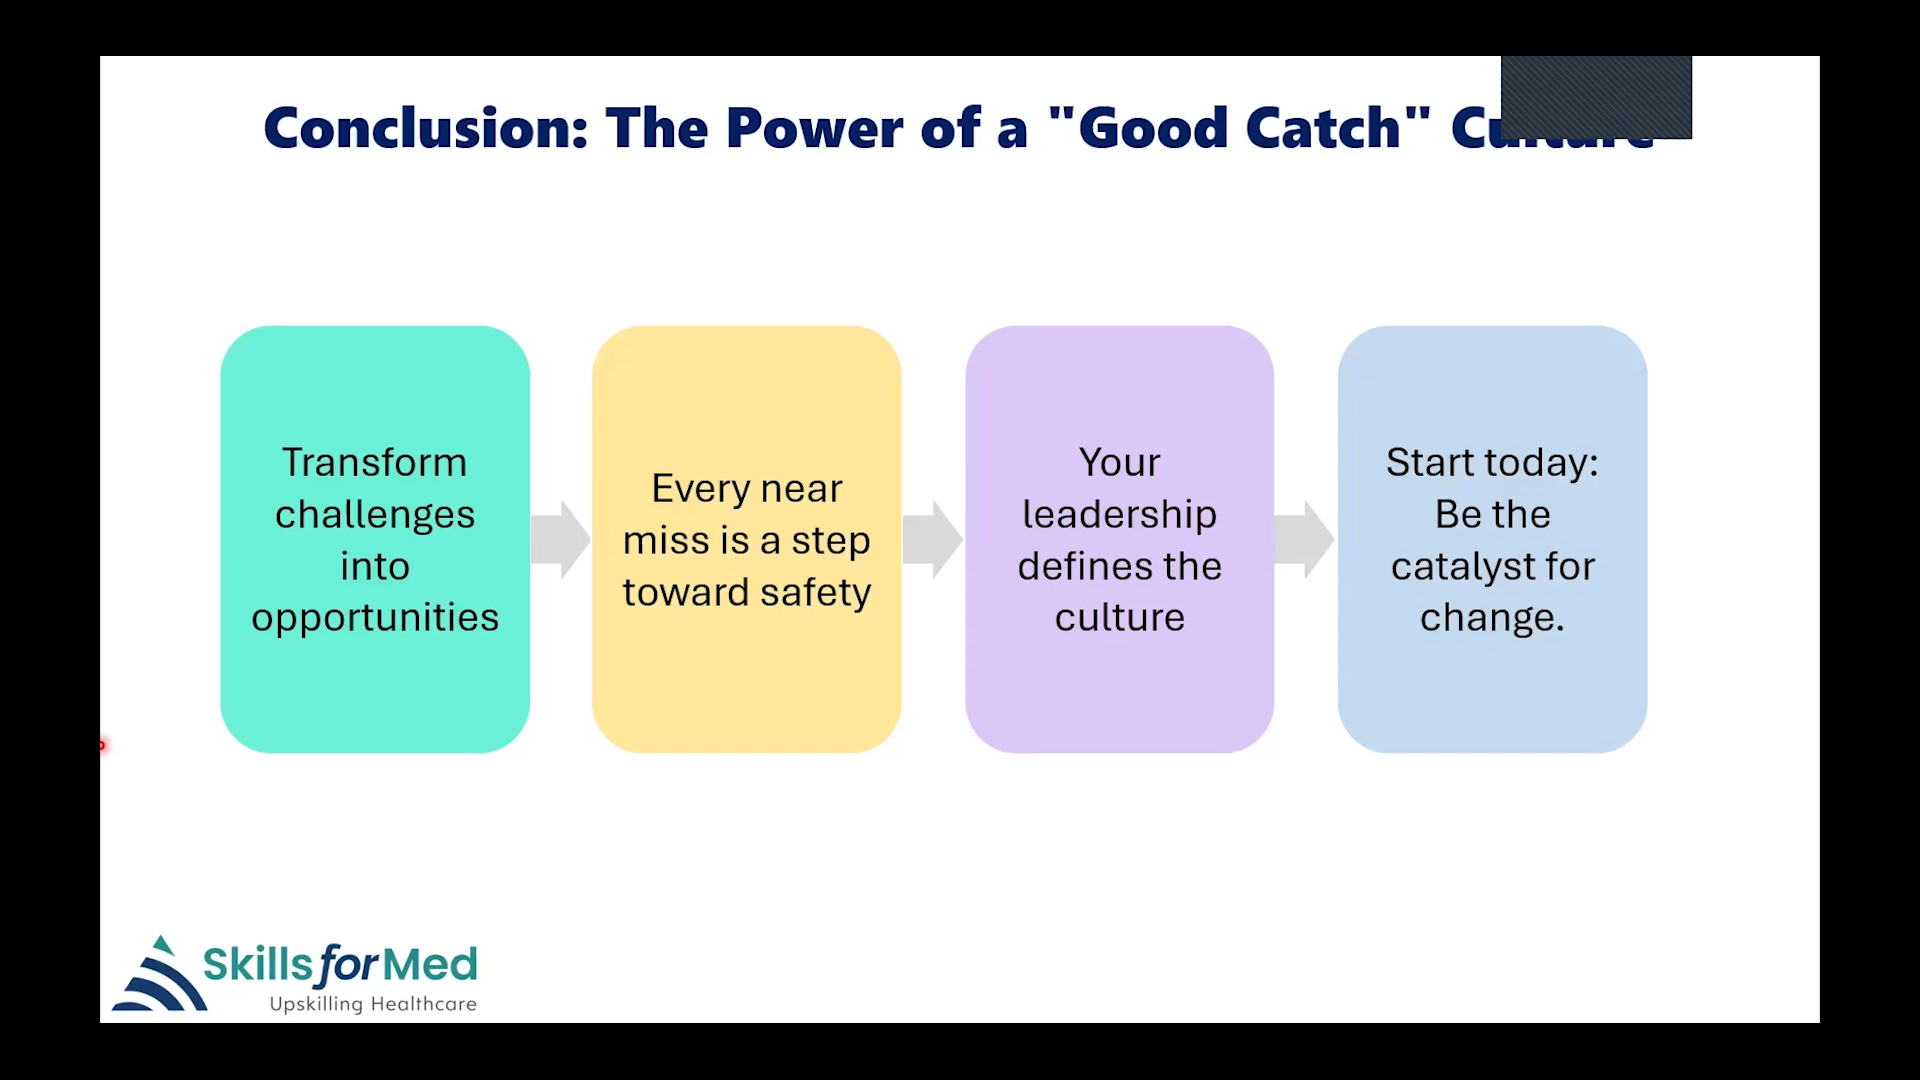 Conclusion: The Power of a "Good Catch" Culture
Transform
challenges
into
opportunities
Every near
miss is a step
toward safety
Your
leadership
defines the
culture
Start today:
Be the
catalyst for
change.
SkillsforMed
Upskilling Healthcare